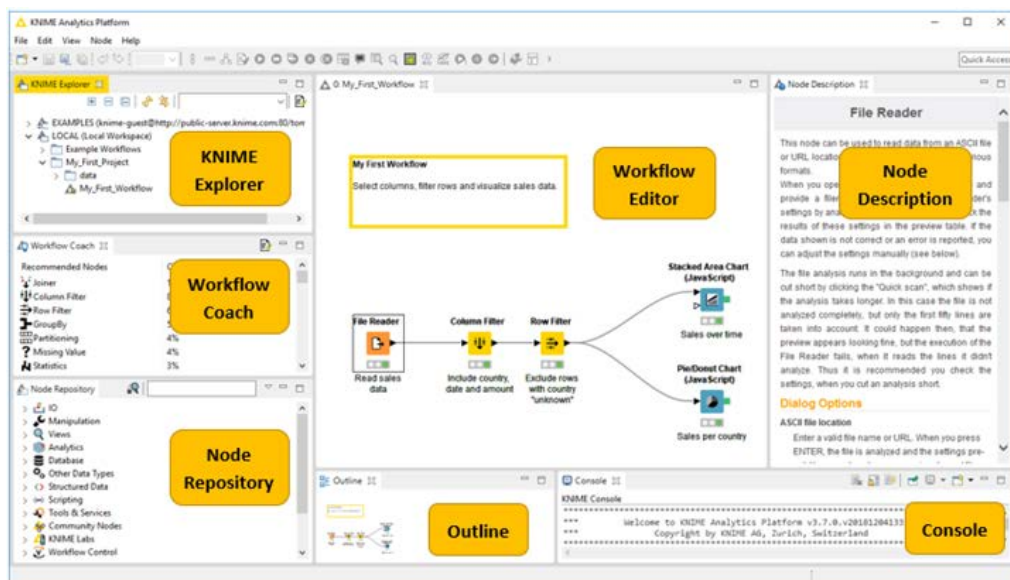 KNIME Analytics Platform
File Edit View Node Help
Quick Access
KNIME Explorer
EXAMPLES (knime-guest@http://public-server.knime.com:80/tom
LOCAL (Local Workspace)
Example Workflows
My_First_Project
data
My_First_Workflow
KNIME
Explorer
Workflow Coach
Recommended Nodes
Joiner
Column Filter
Row Filter
GroupBy
Partitioning 4%
Missing Value 4%
Statistics 3%
Workflow
Coach
Node Repository
IO
Manipulation
Views
Analytics
Database
Other Data Types
Structured Data
Scripting
Tools & Services
Community Nodes
KNIME Labs
Workflow Control
Node
Repository
0: My_First_Workflow
My First Workflow
Select columns, filter rows and visualize sales data.
Workflow
Editor
File Reader
Read sales
data
Column Filter
Include country,
date and amount
Row Filter
Exclude rows
with country
"unknown"
Stacked Area Chart
(JavaScript)
Sales over time
Pie/Donut Chart
(JavaScript)
Sales per country
Outline
Outline
Console
KNIME Console
*** Welcome to KNIME Analytics Platform v3.7.0.v20181204133
*** Copyright by KNIME AG, Zurich, Switzerland
Console
Node Description
File Reader
This node can be used to read data from an ASCII file
or URL location
formats.
When you and
provide a reader's
settings by the
results of these settings in the preview table. If the
data shown is not correct or an error is reported, you
can adjust the settings manually (see below).
The file analysis runs in the background and can be
cut short by clicking the "Quick scan", which shows if
the analysis takes longer. In this case the file is not
analyzed completely, but only the first fifty lines are
taken into account. It could happen then, that the
preview appears looking fine, but the execution of the
File Reader fails, when it reads the lines it didn't
analyze. Thus it is recommended you check the
settings, when you cut an analysis short.
Dialog Options
ASCII file location
Enter a valid file name or URL. When you press
ENTER, the file is analyzed and the settings pre-
Node
Description